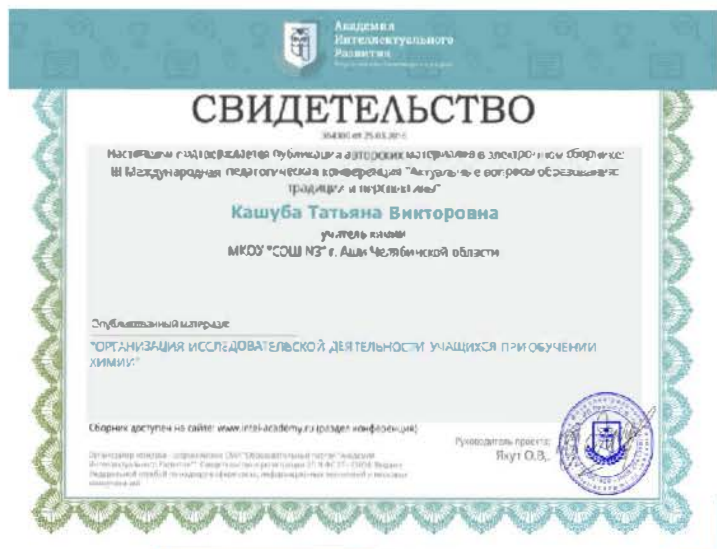 Академия
Интеллектуального
Развития
СВИДЕТЕЛЬСТВО
Настоящим подтверждается публикация авторских материалов в электронном сборнике:
III Международная педагогическая конференция "Актуальные вопросы образования:
традиции и перспективы"
Кашуба Татьяна Викторовна
учитель химии
МКОУ "СОШ №3" г. Аши Челябинской области
Опубликованный материал:
"ОРГАНИЗАЦИЯ ИССЛЕДОВАТЕЛЬСКОЙ ДЕЯТЕЛЬНОСТИ УЧАЩИХСЯ ПРИ ОБУЧЕНИИ
ХИМИИ"
Сборник доступен на сайте: www.intel-academy.ru (раздел конференции)
Руководитель проекта:
Якут О.В.